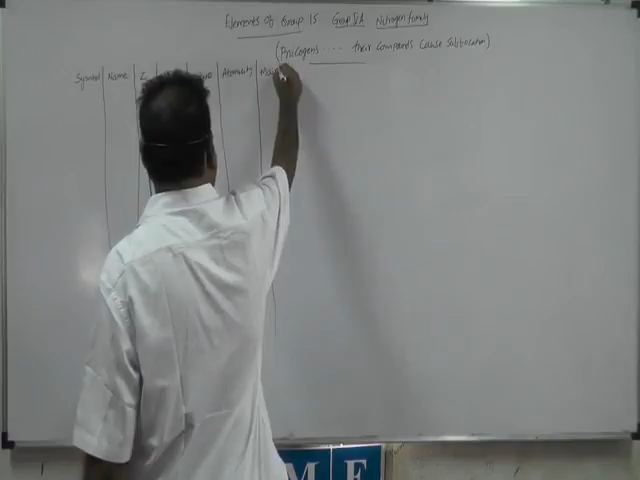 Elements of Group 15 Group VA Nitrogen family
(Pnicogens .... their compounds cause suffocation)
Symbol Name Z Atomicity
M E